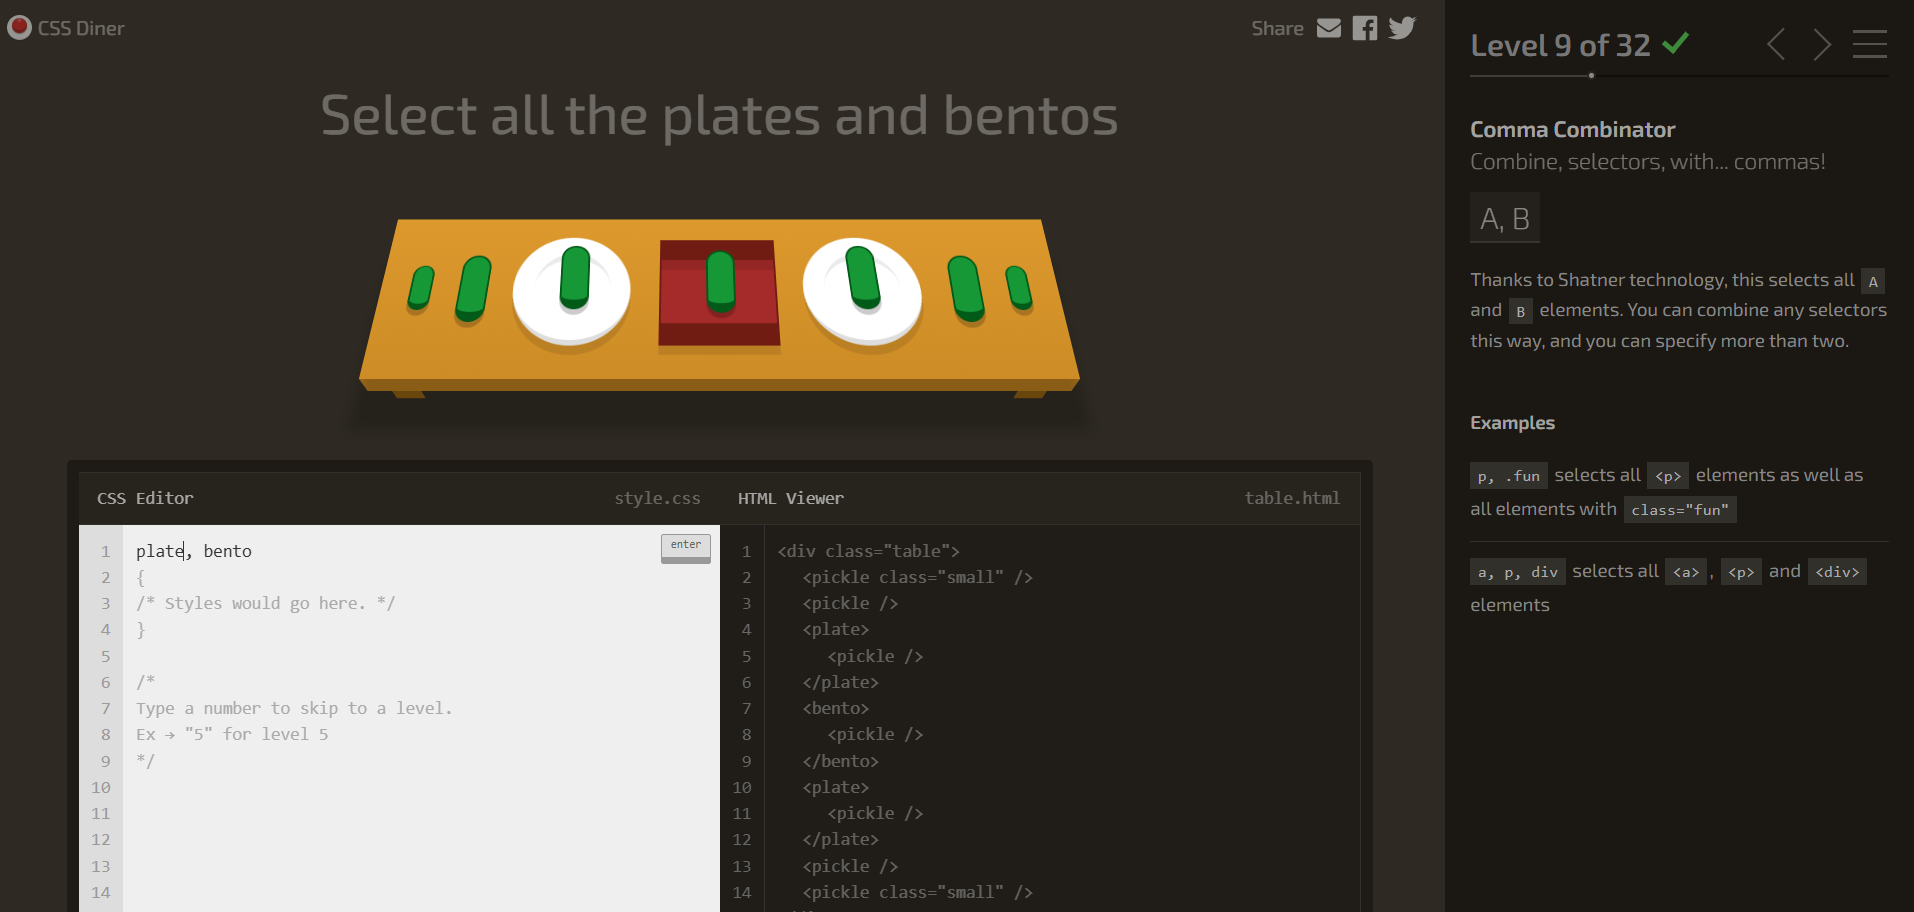 CSS Diner
Share
Select all the plates and bentos
CSS Editor style.css
enter
1 plate, bento
2 {
3 /* Styles would go here. */
4 }
5
6 /*
7 Type a number to skip to a level.
8 Ex → "5" for level 5
9 */
10
11
12
13
14
HTML Viewer table.html
1 <div class="table">
2 <pickle class="small" />
3 <pickle />
4 <plate>
5 <pickle />
6 </plate>
7 <bento>
8 <pickle />
9 </bento>
10 <plate>
11 <pickle />
12 </plate>
13 <pickle />
14 <pickle class="small" />
Level 9 of 32
Comma Combinator
Combine, selectors, with... commas!
A, B
Thanks to Shatner technology, this selects all A
and B elements. You can combine any selectors
this way, and you can specify more than two.
Examples
p, .fun selects all <p> elements as well as
all elements with class="fun"
a, p, div selects all <a> , <p> and <div>
elements